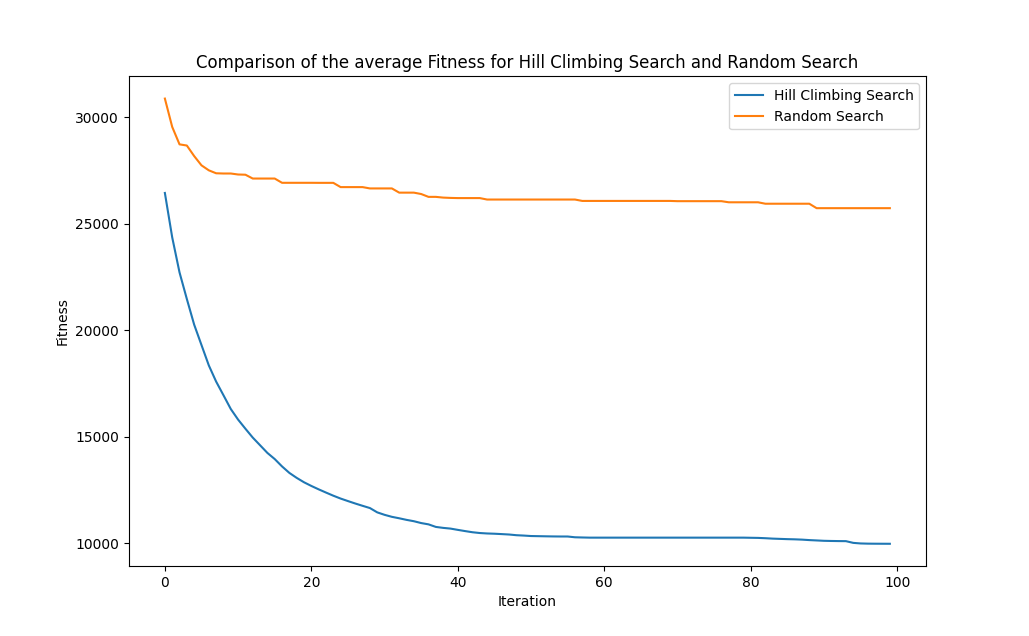 Comparison of the average Fitness for Hill Climbing Search and Random Search
Hill Climbing Search
Random Search
30000
25000
20000
15000
10000
Fitness
0 20 40 60 80 100
Iteration